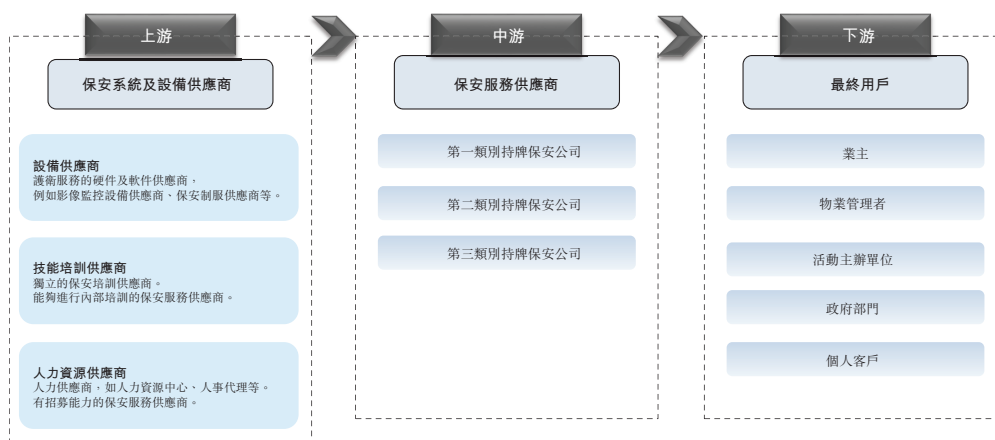 上游
保安系統及設備供應商
設備供應商
護衛服務的硬件及軟件供應商，
例如影像監控設備供應商、保安制服供應商等。
技能培訓供應商
獨立的保安培訓供應商。
能夠進行內部培訓的保安服務供應商。
人力資源供應商
人力供應商，如人力資源中心、人事代理等。
有招募能力的保安服務供應商。
中游
保安服務供應商
第一類別持牌保安公司
第二類別持牌保安公司
第三類別持牌保安公司
下游
最終用戶
業主
物業管理者
活動主辦單位
政府部門
個人客戶